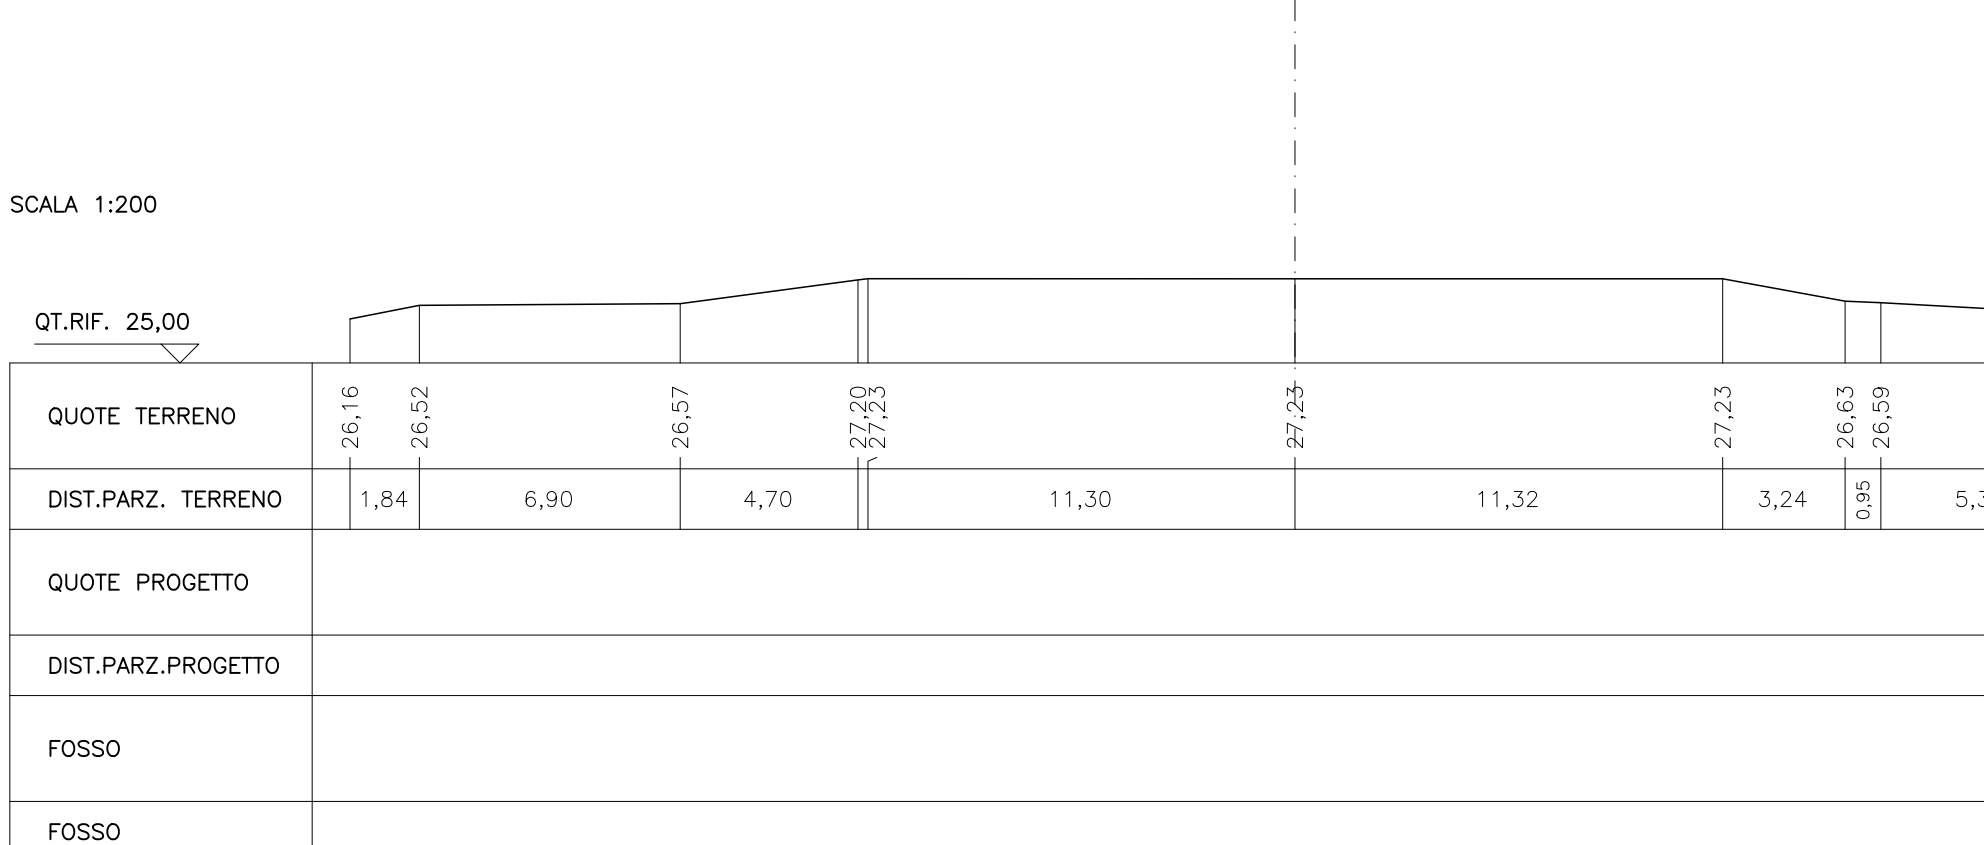 SCALA 1:200
QT.RIF. 25,00
QUOTE TERRENO 26,16 26,52 26,57 27,20 27,23 27,23 27,23 26,63 26,59
DIST.PARZ. TERRENO 1,84 6,90 4,70 11,30 11,32 3,24 0,95
QUOTE PROGETTO
DIST.PARZ.PROGETTO
FOSSO
FOSSO